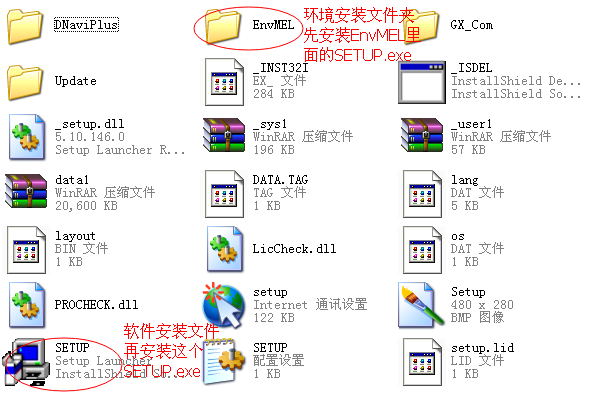 DNaviPlus
EnvMEL
环境安装文件夹
先安装EnvMEL里
面的SETUP.exe
GX_Com
Update
_INST32I
EX_ 文件
284 KB
_ISDEL
InstallShield De...
InstallShield So...
_setup.dll
5.10.146.0
Setup Launcher R...
_sys1
WinRAR 压缩文件
196 KB
_user1
WinRAR 压缩文件
57 KB
data1
WinRAR 压缩文件
20,600 KB
DATA.TAG
TAG 文件
1 KB
lang
DAT 文件
5 KB
layout
BIN 文件
1 KB
LicCheck.dll
os
DAT 文件
1 KB
PROCHECK.dll
setup
Internet 通讯设置
122 KB
Setup
480 x 280
BMP 图像
SETUP
Setup Launcher
InstallShield So...
软件安装文件
再安装这个
SETUP.exe
SETUP
配置设置
1 KB
setup.lid
LID 文件
1 KB